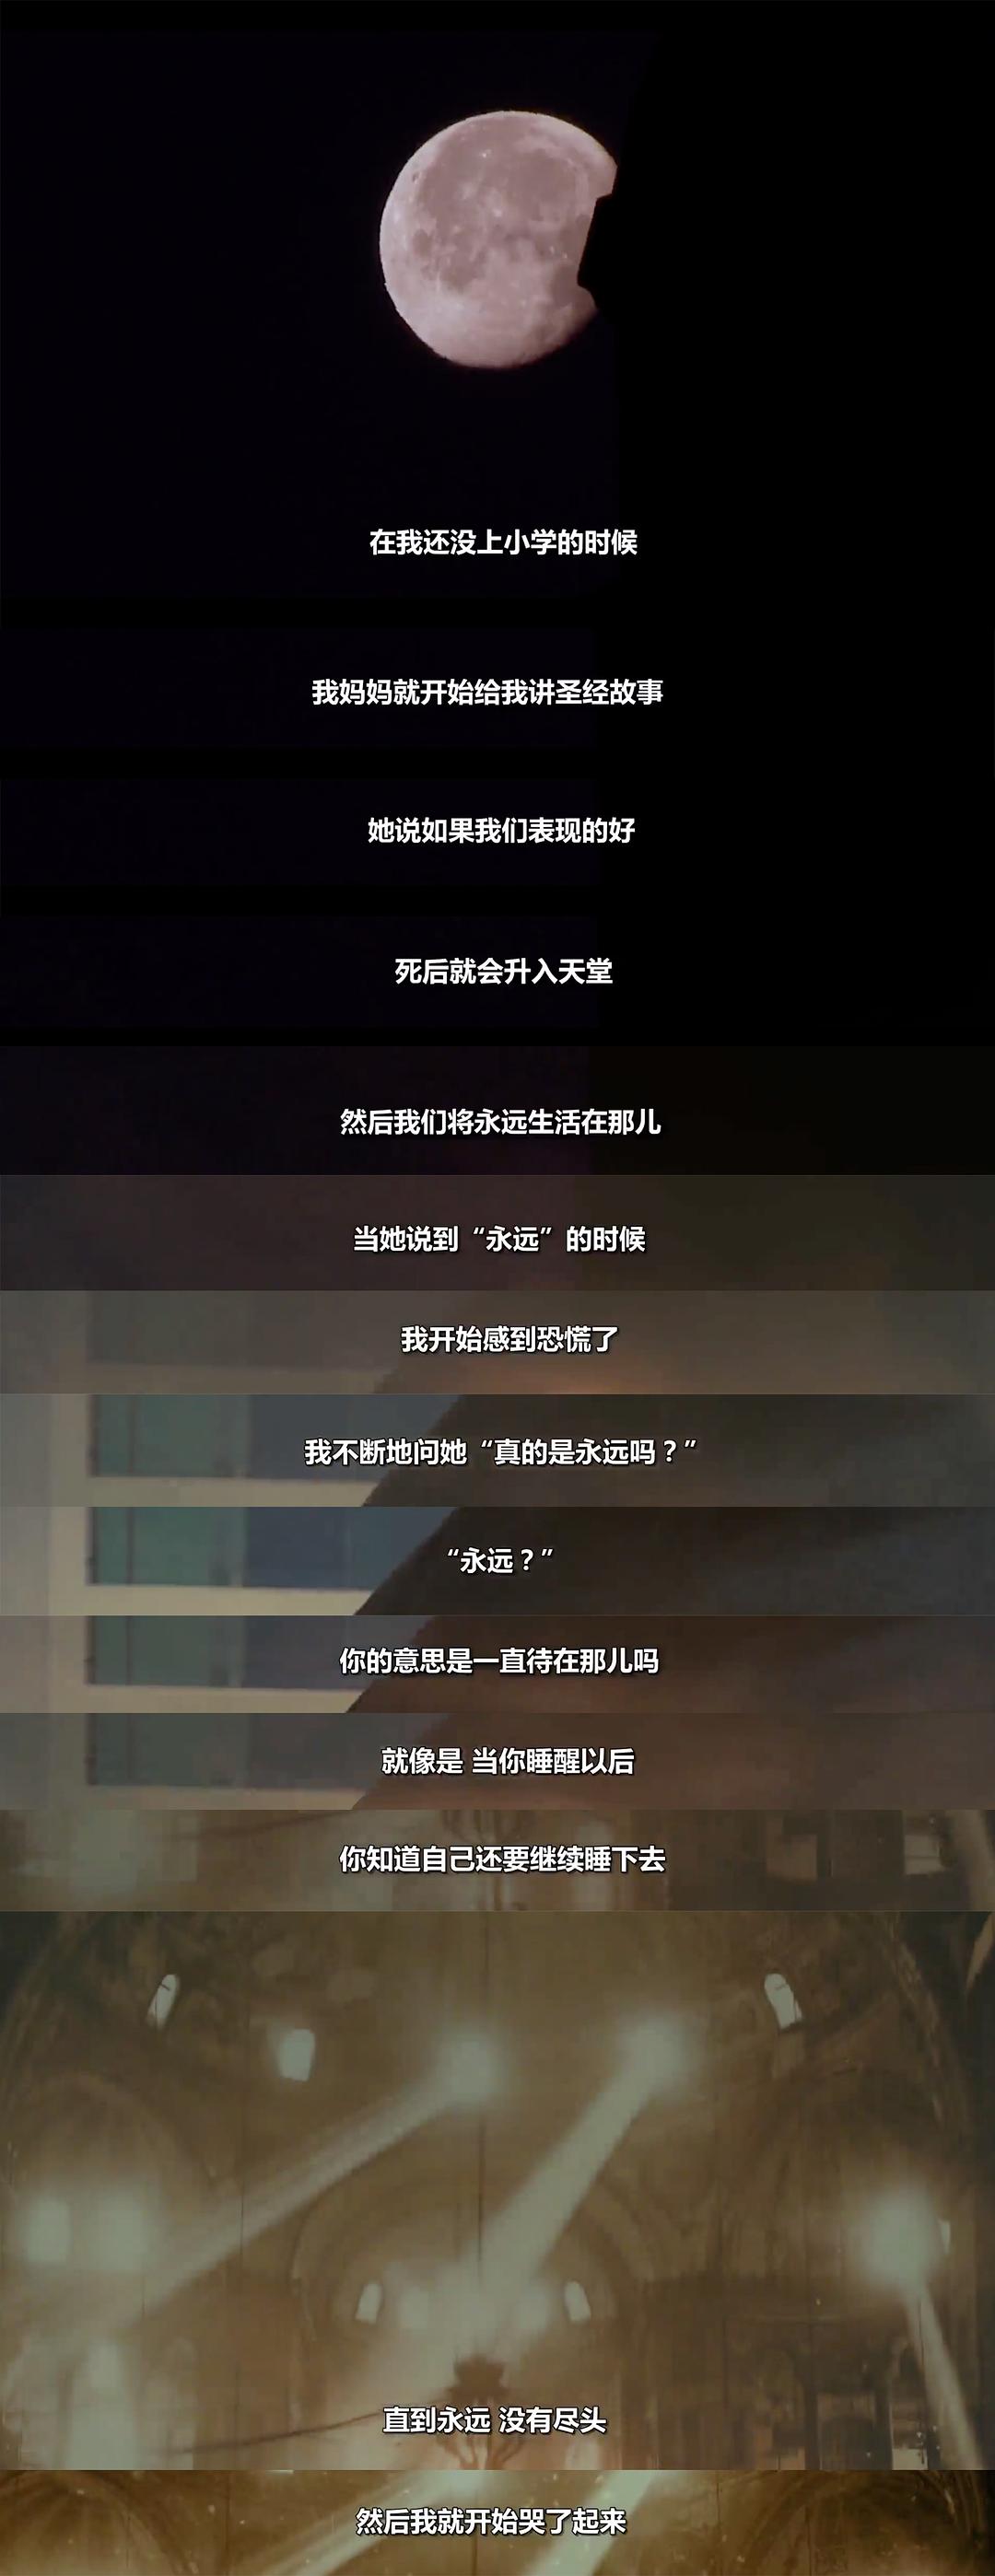 在我还没上小学的时候
我妈妈就开始给我讲圣经故事
她说如果我们表现的好
死后就会升入天堂
然后我们将永远生活在那儿
当她说到“永远”的时候
我开始感到恐慌了
我不断地问她“真的是永远吗？”
“永远？”
你的意思是一直待在那儿吗
就像是 当你睡醒以后
你知道自己还要继续睡下去
直到永远 没有尽头
然后我就开始哭了起来